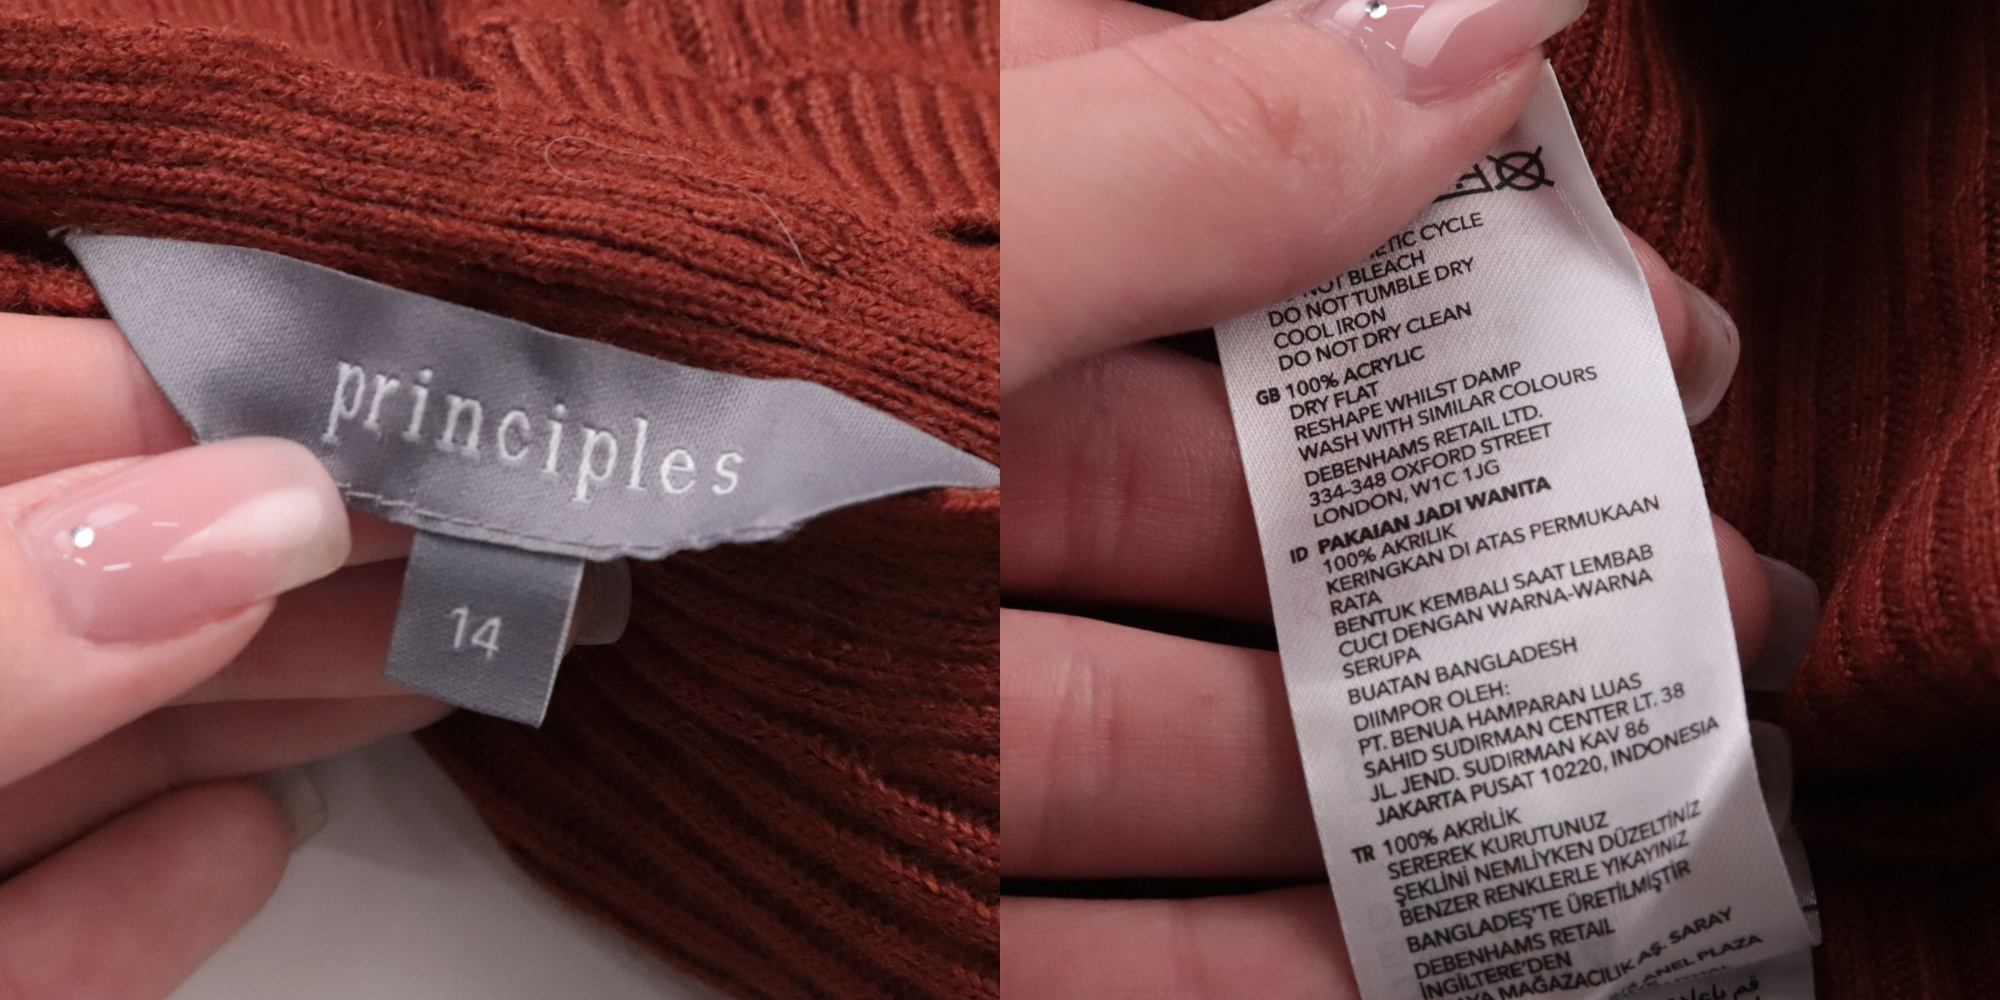 principles
14
CYCLE
NOT BLEACH
DO NOT TUMBLE DRY
COOL IRON
DO NOT DRY CLEAN
GB 100% ACRYLIC
DRY FLAT
RESHAPE WHILST DAMP
WASH WITH SIMILAR COLOURS
DEBENHAMS RETAIL LTD.
334-348 OXFORD STREET
LONDON, W1C 1JG
ID PAKAIAN JADI WANITA
100% AKRILIK
KERINGKAN DI ATAS PERMUKAAN
RATA
BENTUK KEMBALI SAAT LEMBAB
CUCI DENGAN WARNA-WARNA
SERUPA
BUATAN BANGLADESH
DIIMPOR OLEH:
PT. BENUA HAMPARAN LUAS
SAHID SUDIRMAN CENTER LT. 38
JL. JEND. SUDIRMAN KAV 86
JAKARTA PUSAT 10220, INDONESIA
TR 100% AKRİLİK
SEREREK KURUTUNUZ
ŞEKLİNİ NEMLİYKEN DÜZELTİNİZ
BENZER RENKLERLE YIKAYINIZ
BANGLADEŞ'TE ÜRETİLMİŞTİR
DEBENHAMS RETAIL
İNGİLTERE'DEN
MAĞAZACILIK AŞ. SARAY
PLAZA